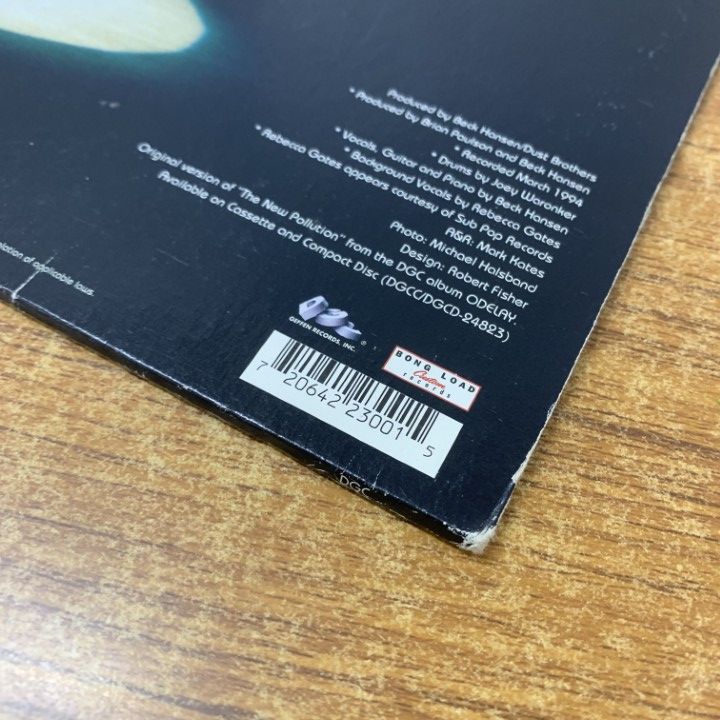 Produced by Beck Hansen/Dust Brothers
* Produced by Brian Paulson and Beck Hansen
* Recorded March 1994
* Drums by Joey Waronker
* Vocals, Guitar and Piano by Beck Hansen
* Background Vocals by Rebecca Gates
* Rebecca Gates appears courtesy of Sub Pop Records
A&R: Mark Kates
Photo: Michael Halsband
Design: Robert Fisher
Original version of "The New Pollution" from the DGC album ODELAY.
Available on Cassette and Compact Disc (DGCC/DGCD-24823)
of applicable laws.
GEFFEN RECORDS, INC.
®
BONG LOAD
Custom
records
7 20642 23001 5
DGC